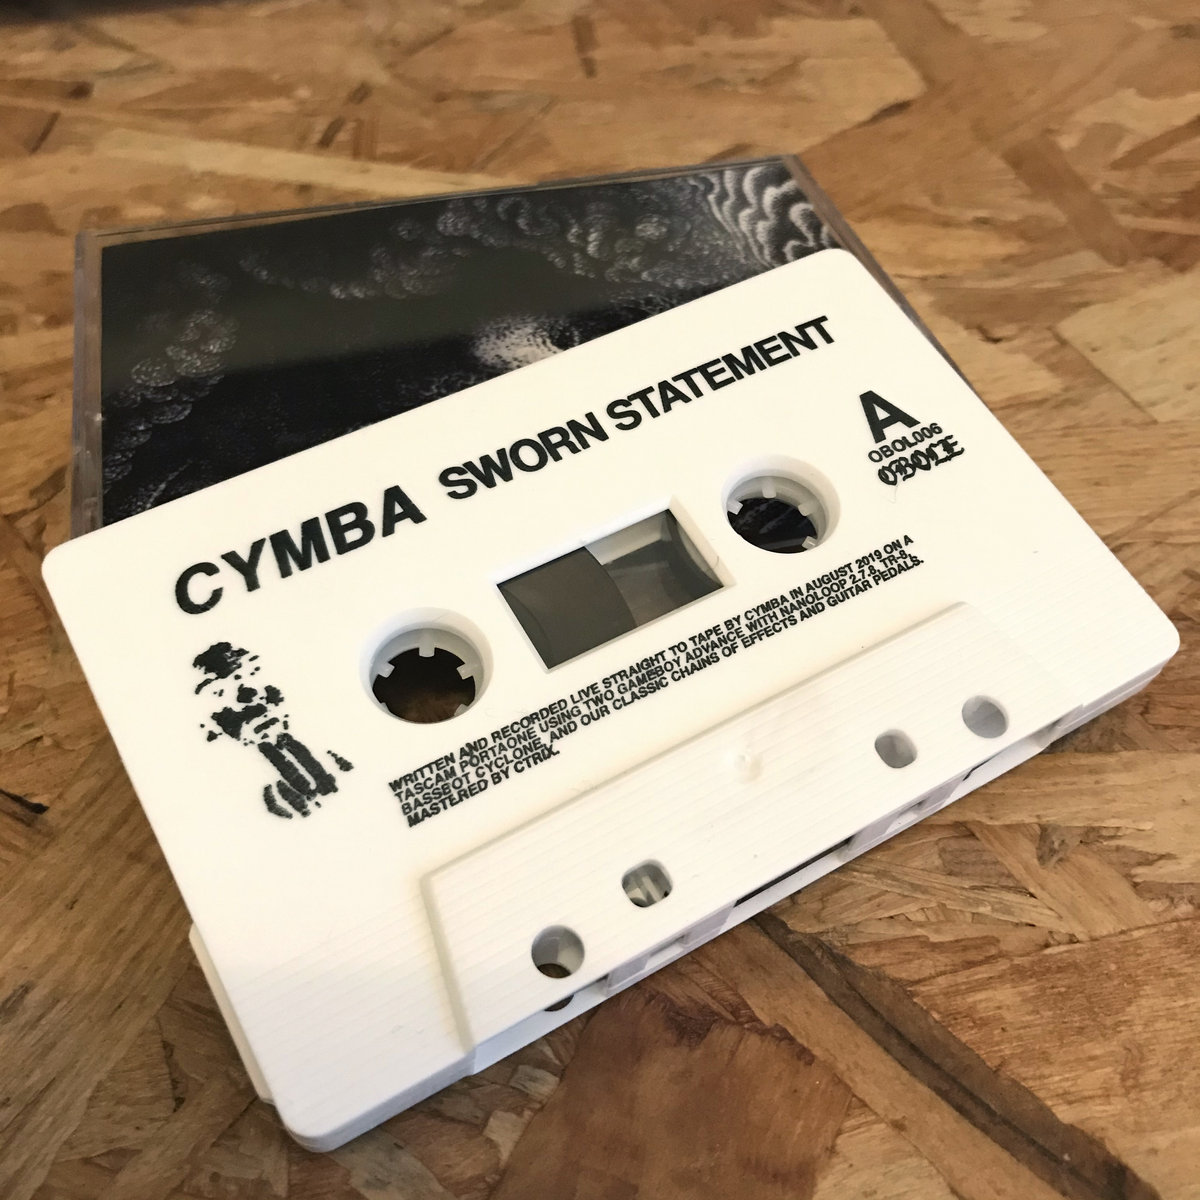 CYMBA SWORN STATEMENT
A
OBOL006
OBOLE
WRITTEN AND RECORDED LIVE STRAIGHT TO TAPE BY CYMBA IN AUGUST 2019 ON A
TASCAM PORTAONE USING TWO GAMEBOY ADVANCE WITH NANOLOOP 2.7.8, TR-8,
BASSBOT CYCLONE, AND OUR CLASSIC CHAINS OF EFFECTS AND GUITAR PEDALS.
MASTERED BY CTRIX.